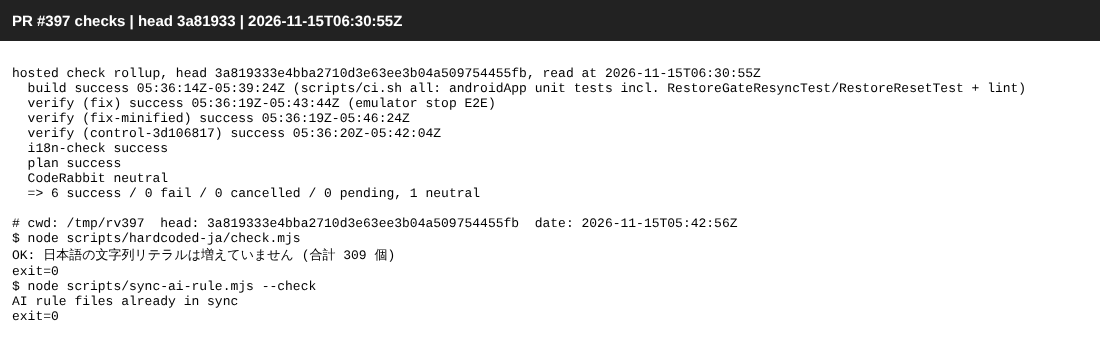 PR #397 checks | head 3a81933 | 2026-11-15T06:30:55Z
hosted check rollup, head 3a819333e4bba2710d3e63ee3b04a509754455fb, read at 2026-11-15T06:30:55Z
build success 05:36:14Z-05:39:24Z (scripts/ci.sh all: androidApp unit tests incl. RestoreGateResyncTest/RestoreResetTest + lint)
verify (fix) success 05:36:19Z-05:43:44Z (emulator stop E2E)
verify (fix-minified) success 05:36:19Z-05:46:24Z
verify (control-3d106817) success 05:36:20Z-05:42:04Z
i18n-check success
plan success
CodeRabbit neutral
=> 6 success / 0 fail / 0 cancelled / 0 pending, 1 neutral
# cwd: /tmp/rv397  head: 3a819333e4bba2710d3e63ee3b04a509754455fb  date: 2026-11-15T05:42:56Z
$ node scripts/hardcoded-ja/check.mjs
OK: 日本語の文字列リテラルは増えていません (合計 309 個)
exit=0
$ node scripts/sync-ai-rule.mjs --check
AI rule files already in sync
exit=0